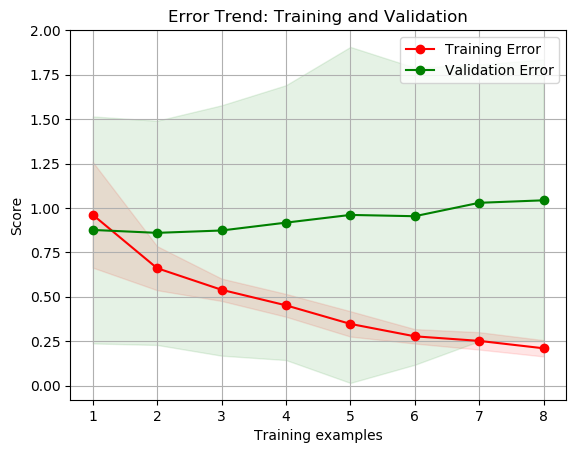 Error Trend: Training and Validation
2.00
1.75
1.50
1.25
1.00
0.75
0.50
0.25
0.00
Score
Training Error
Validation Error
1 2 3 4 5 6 7 8
Training examples